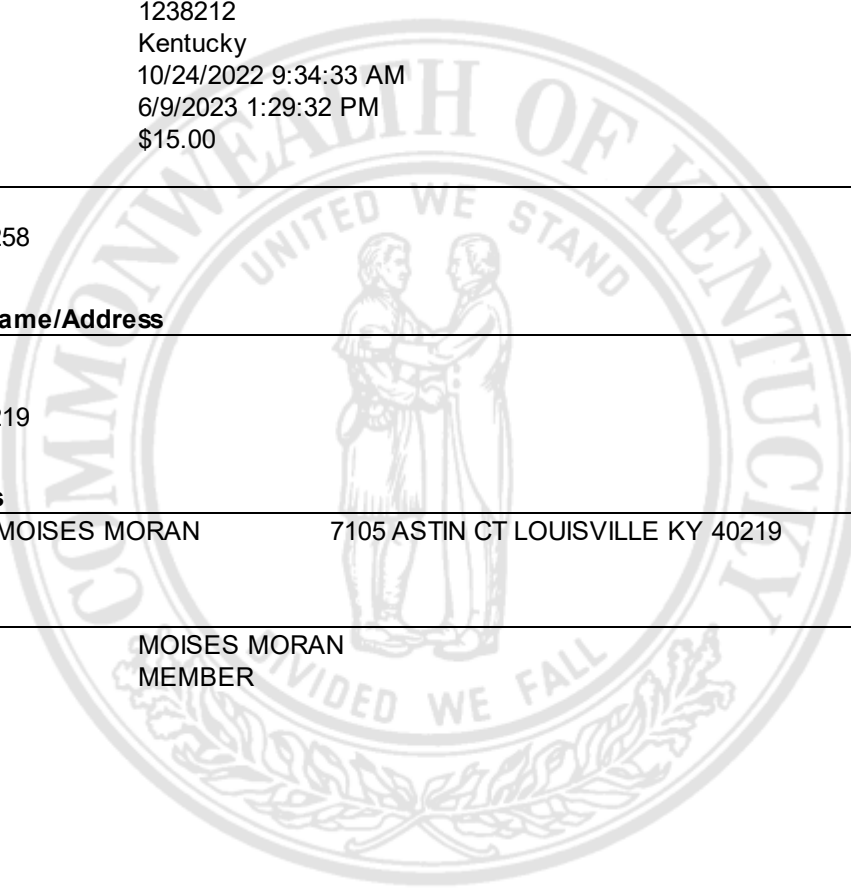 1238212
Kentucky
10/24/2022 9:34:33 AM
6/9/2023 1:29:32 PM
$15.00
258
ame/Address
219
s
MOISES MORAN 7105 ASTIN CT LOUISVILLE KY 40219
MOISES MORAN
MEMBER
COMMONWEALTH OF KENTUCKY
UNITED WE STAND
DIVIDED WE FALL